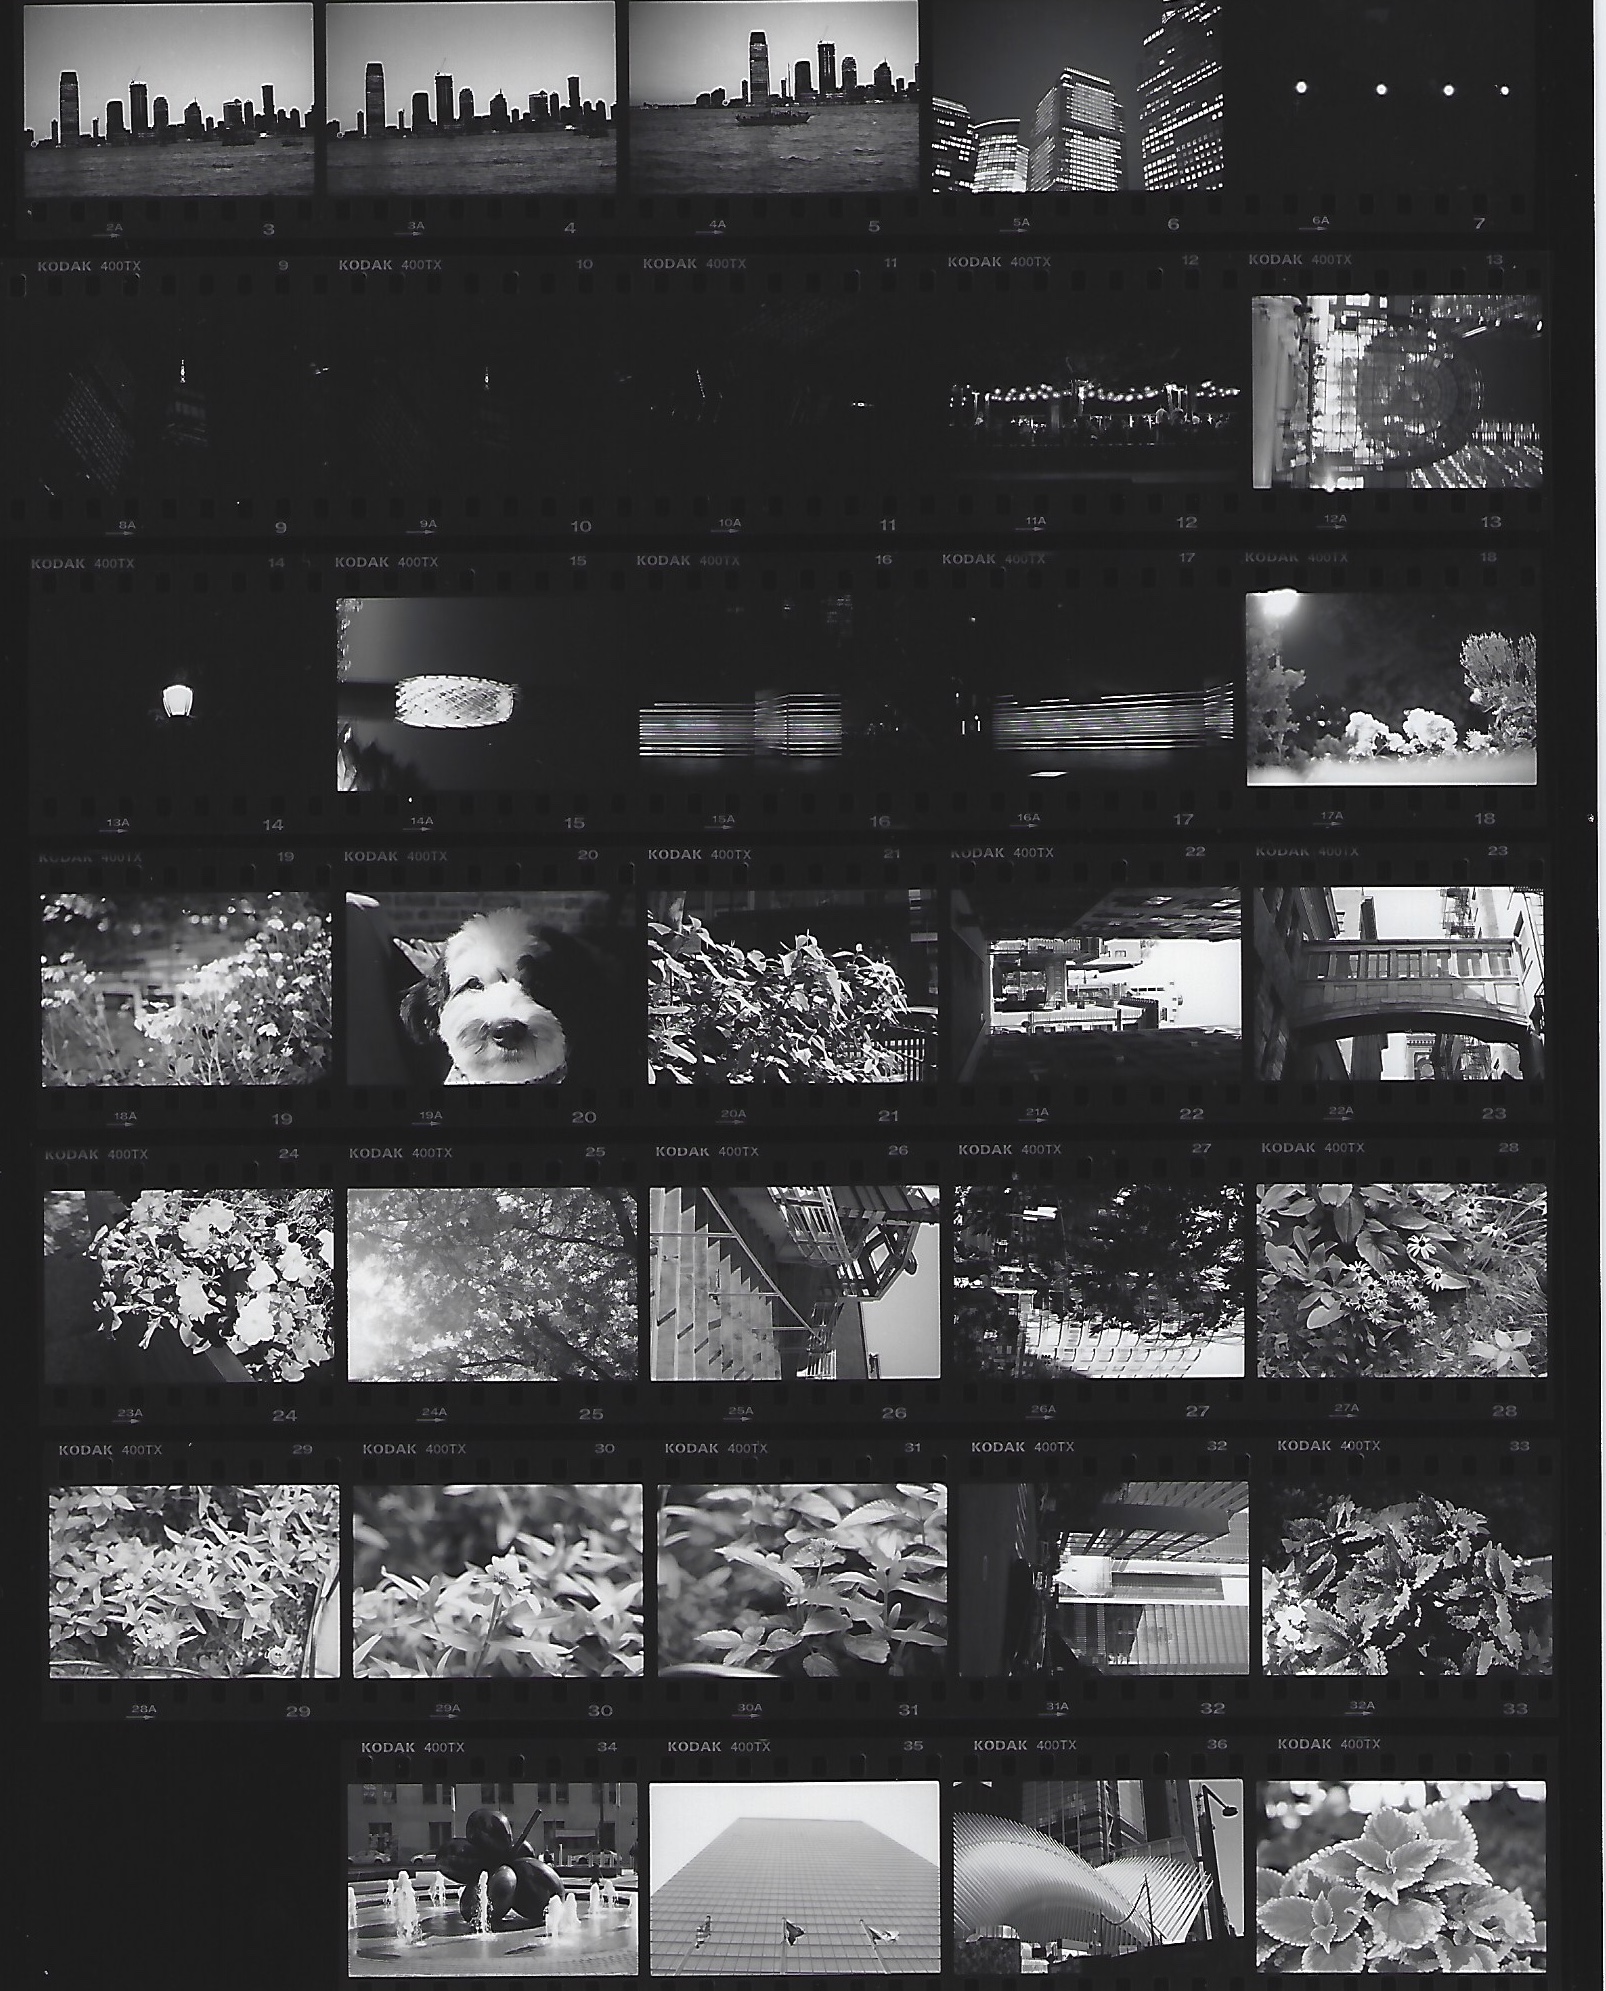 2A 3 3A 4 4A 5 5A 6 6A 7
KODAK 400TX 9 KODAK 400TX 10 KODAK 400TX 11 KODAK 400TX 12 KODAK 400TX 13
8A 9 9A 10 10A 11 11A 12 12A 13
KODAK 400TX 14 KODAK 400TX 15 KODAK 400TX 16 KODAK 400TX 17 KODAK 400TX 18
13A 14 14A 15 15A 16 16A 17 17A 18
KODAK 400TX 19 KODAK 400TX 20 KODAK 400TX 21 KODAK 400TX 22 KODAK 400TX 23
18A 19 19A 20 20A 21 21A 22 22A 23
KODAK 400TX 24 KODAK 400TX 25 KODAK 400TX 26 KODAK 400TX 27 KODAK 400TX 28
23A 24 24A 25 25A 26 26A 27 27A 28
KODAK 400TX 29 KODAK 400TX 30 KODAK 400TX 31 KODAK 400TX 32 KODAK 400TX 33
28A 29 29A 30 30A 31 31A 32 32A 33
KODAK 400TX 34 KODAK 400TX 35 KODAK 400TX 36 KODAK 400TX